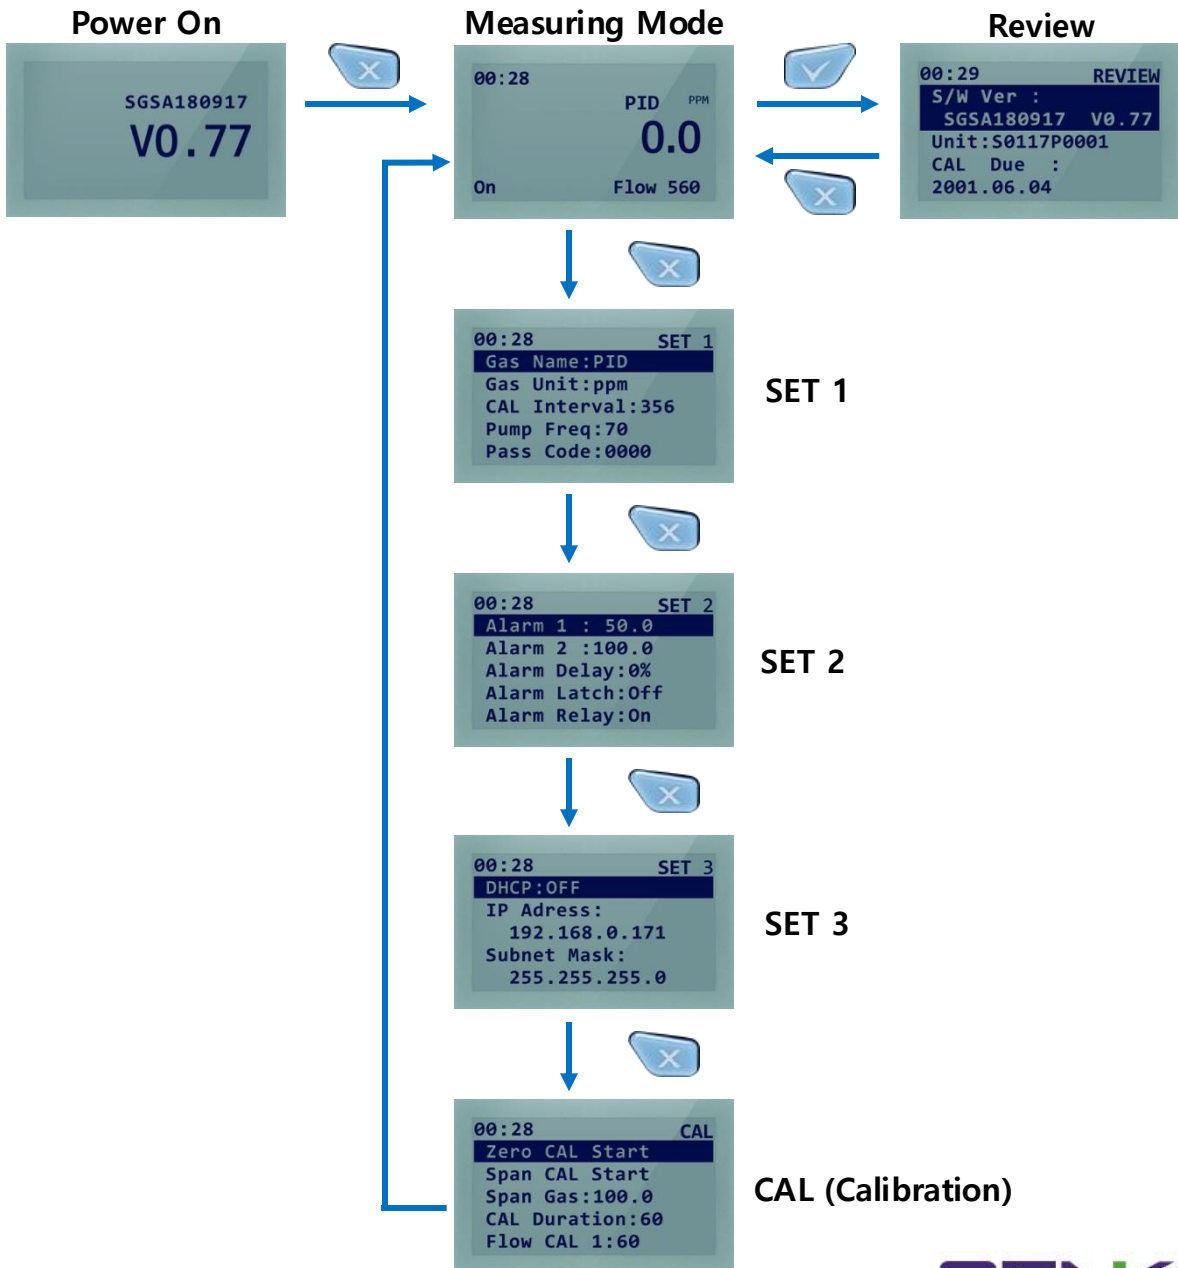 Power On
Measuring Mode
Review
SGSA180917
V0.77
00:28
PID PPM
0.0
On Flow 560
00:29 REVIEW
S/W Ver :
SGSA180917 V0.77
Unit:S0117P0001
CAL Due :
2001.06.04
00:28 SET 1
Gas Name:PID
Gas Unit:ppm
CAL Interval:356
Pump Freq:70
Pass Code:0000
SET 1
00:28 SET 2
Alarm 1 : 50.0
Alarm 2 :100.0
Alarm Delay:0%
Alarm Latch:Off
Alarm Relay:On
SET 2
00:28 SET 3
DHCP:OFF
IP Adress:
192.168.0.171
Subnet Mask:
255.255.255.0
SET 3
00:28 CAL
Zero CAL Start
Span CAL Start
Span Gas:100.0
CAL Duration:60
Flow CAL 1:60
CAL (Calibration)